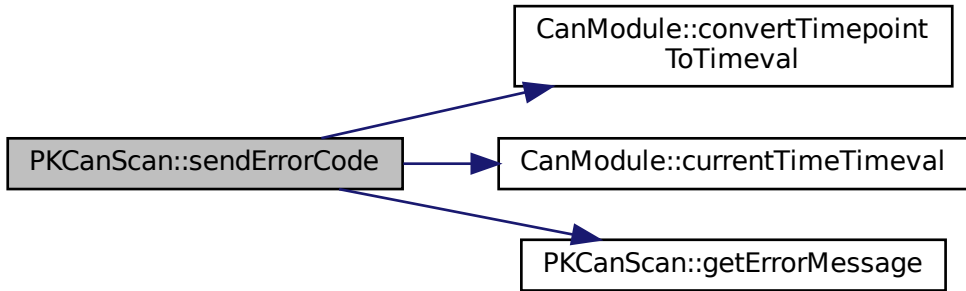 CanModule::convertTimepoint
ToTimeval
PKCanScan::sendErrorCode
CanModule::currentTimeTimeval
PKCanScan::getErrorMessage